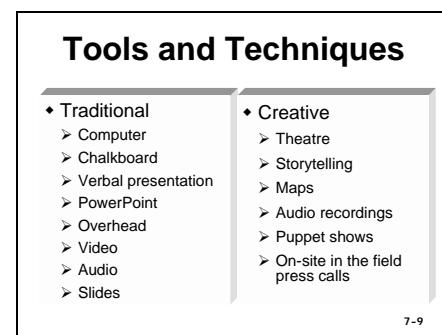 Tools and Techniques
◆ Traditional
➢ Computer
➢ Chalkboard
➢ Verbal presentation
➢ PowerPoint
➢ Overhead
➢ Video
➢ Audio
➢ Slides
◆ Creative
➢ Theatre
➢ Storytelling
➢ Maps
➢ Audio recordings
➢ Puppet shows
➢ On-site in the field
press calls
7-9